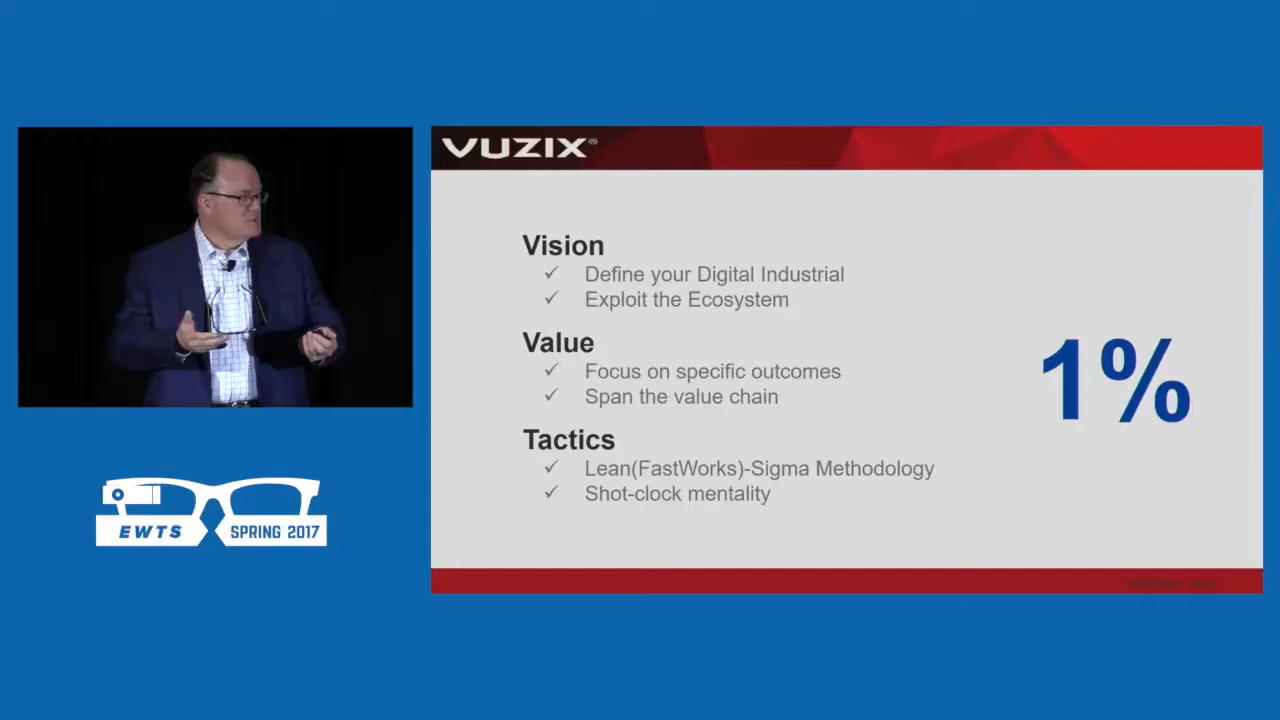 VUZIX®
Vision
✓ Define your Digital Industrial
✓ Exploit the Ecosystem
Value
✓ Focus on specific outcomes
✓ Span the value chain
1%
Tactics
✓ Lean(FastWorks)-Sigma Methodology
✓ Shot-clock mentality
EWTS SPRING 2017